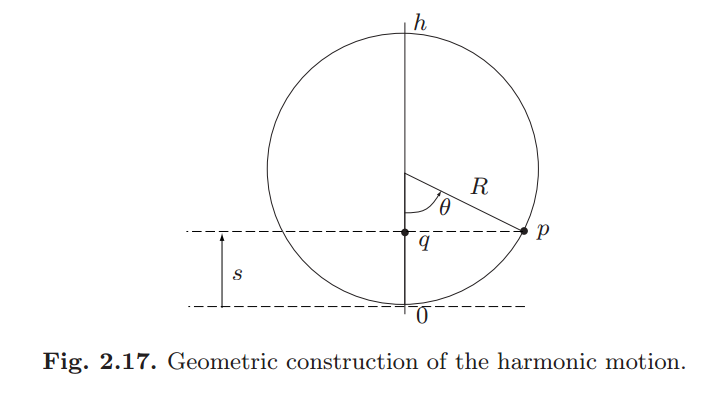 h
R
θ
p
q
s
0
Fig. 2.17. Geometric construction of the harmonic motion.